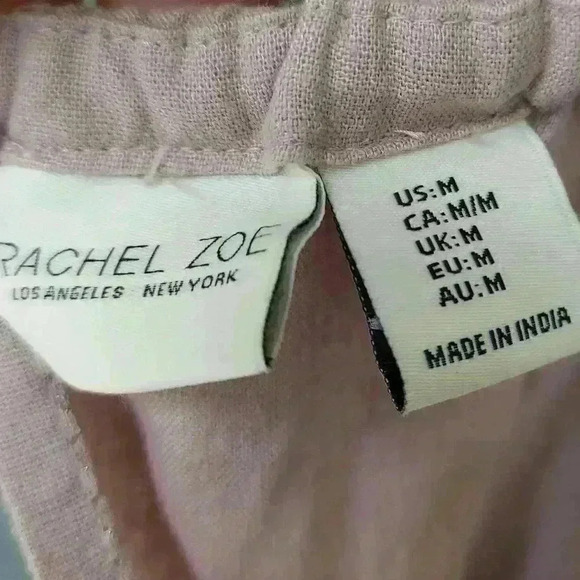 RACHEL ZOE
LOS ANGELES NEW YORK
US:M
CA:M/M
UK:M
EU:M
AU:M
MADE IN INDIA